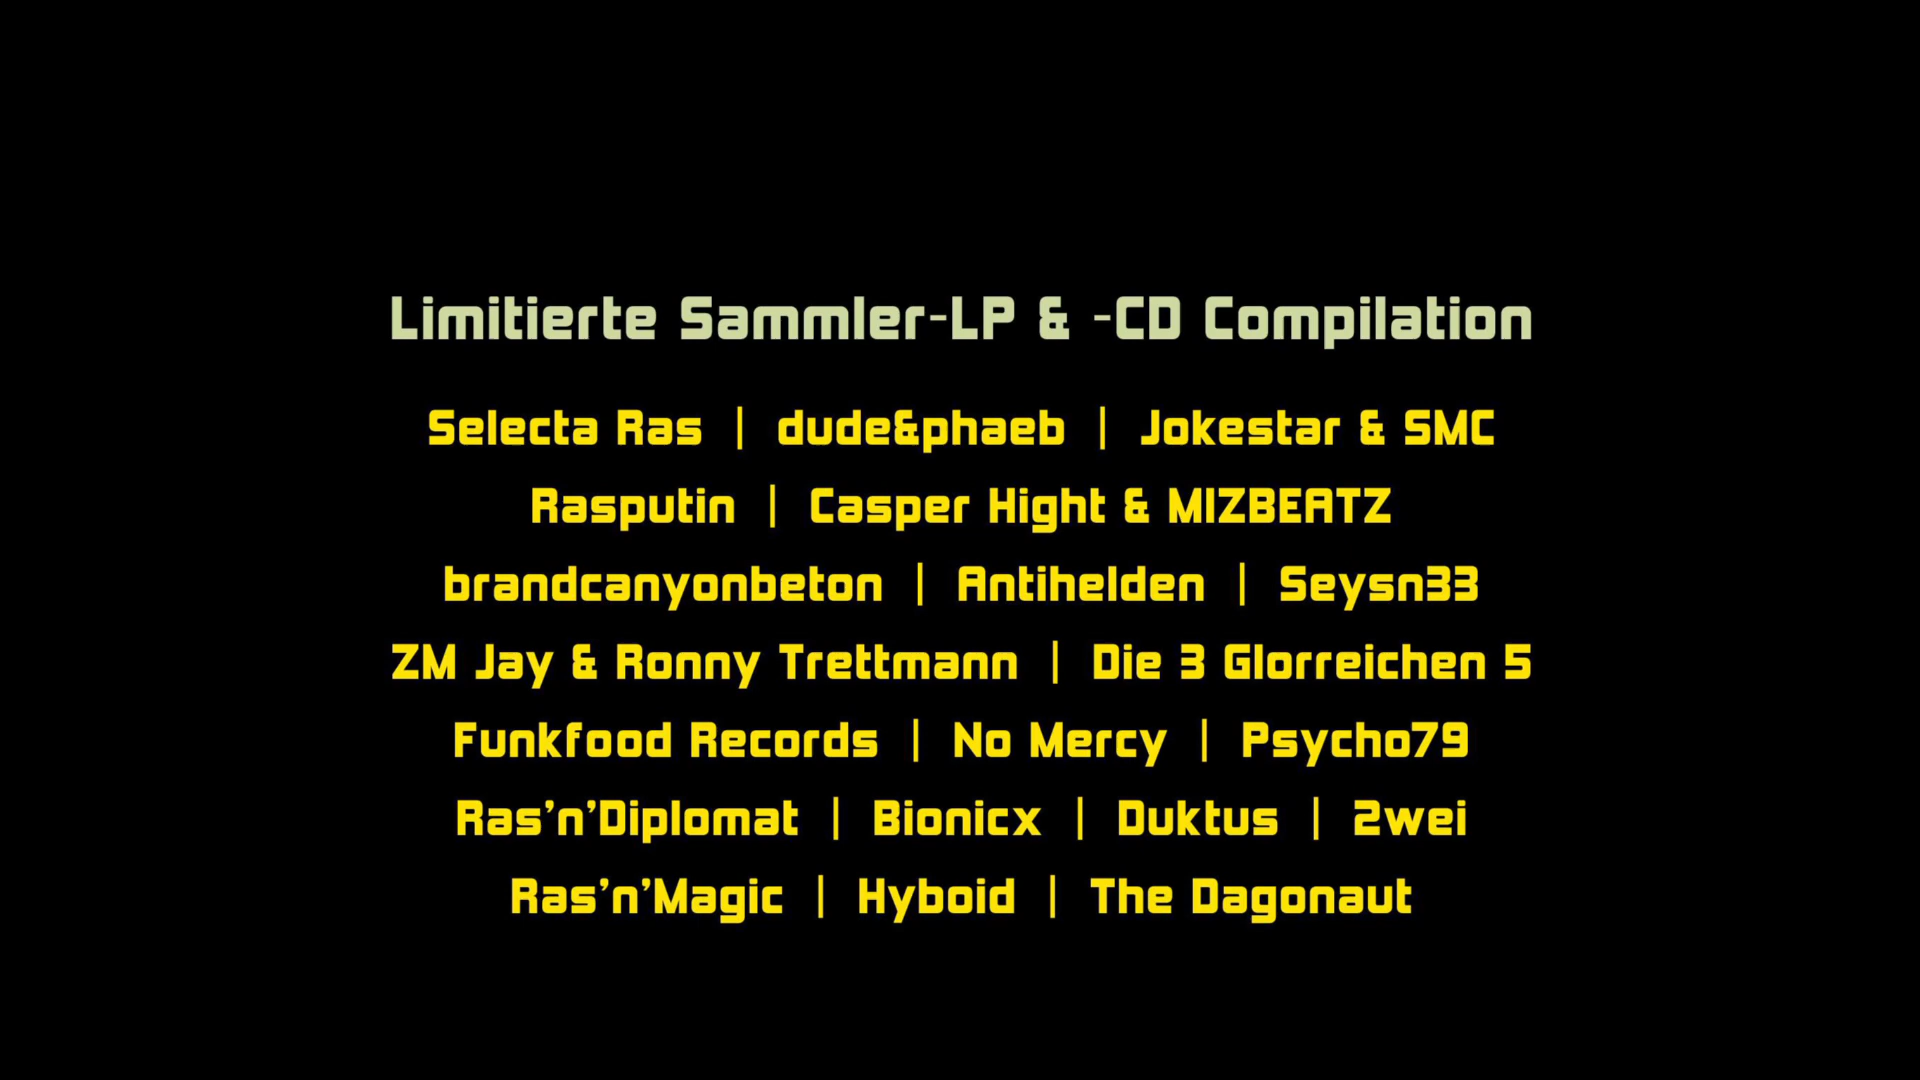 Limitierte Sammler-LP & -CD Compilation
Selecta Ras | dude&phaeb | Jokestar & SMC
Rasputin | Casper Hight & MIZBEATZ
brandcanyonbeton | Antihelden | Seysn33
ZM Jay & Ronny Trettmann | Die 3 Glorreichen 5
Funkfood Records | No Mercy | Psycho79
Ras'n'Diplomat | Bionicx | Duktus | 2wei
Ras'n'Magic | Hyboid | The Dagonaut